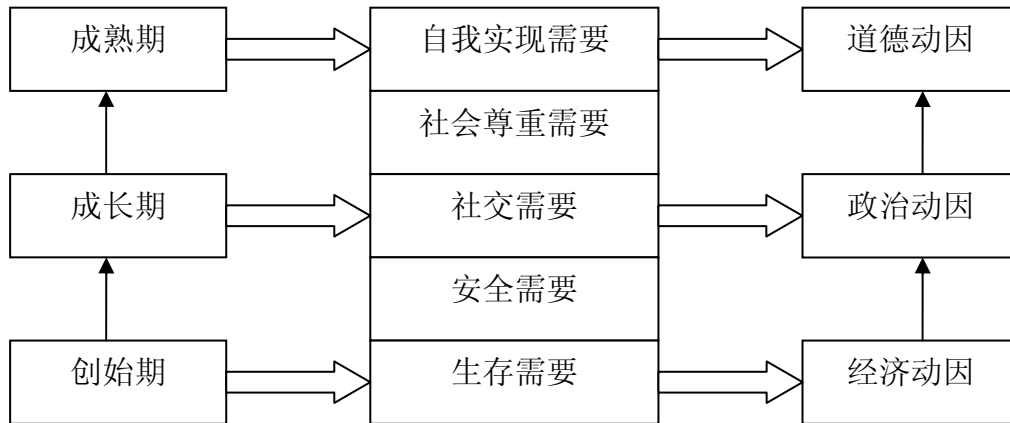 成熟期
自我实现需要
道德动因
社会尊重需要
成长期
社交需要
政治动因
安全需要
创始期
生存需要
经济动因